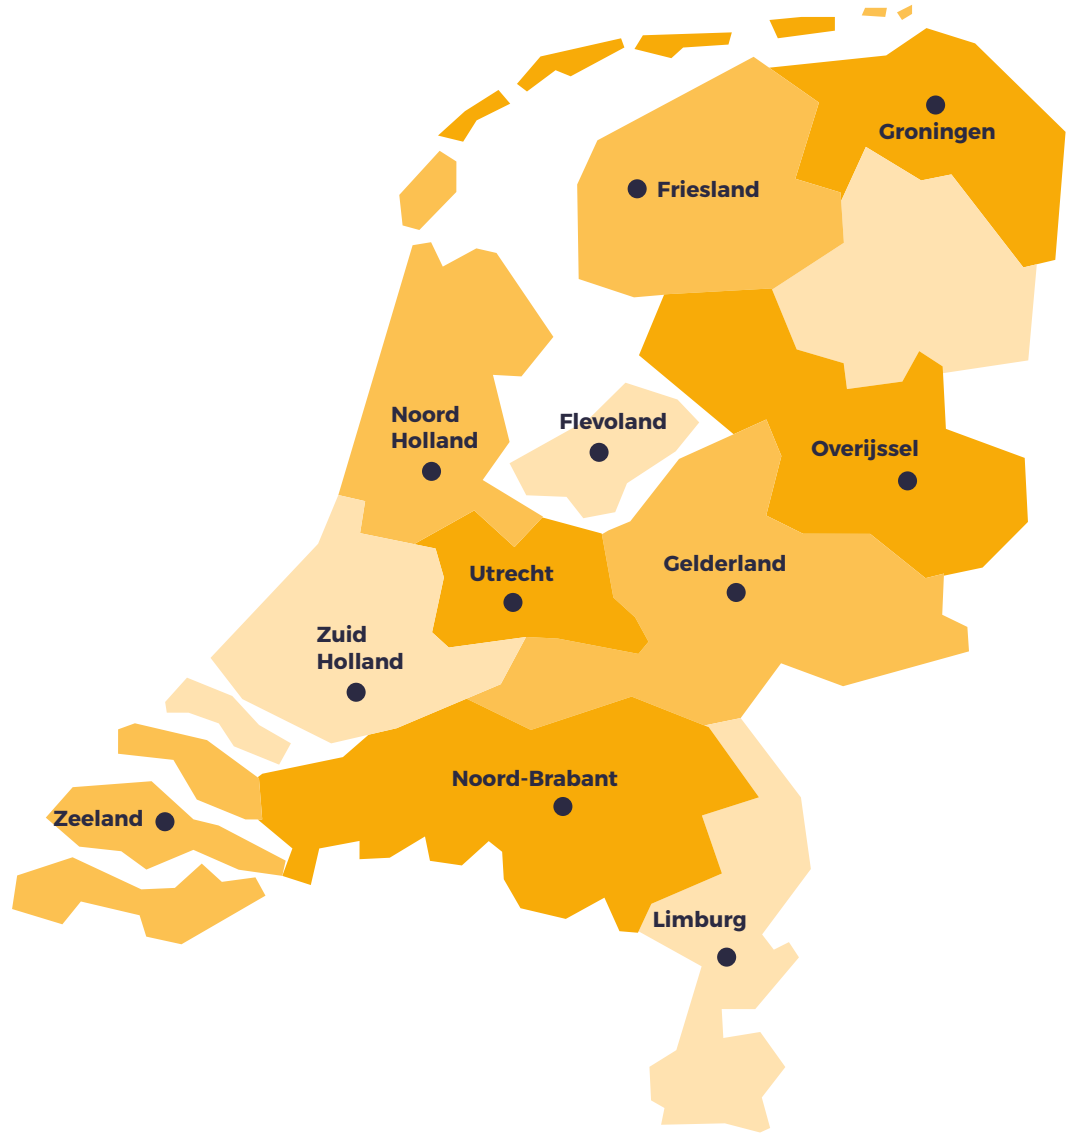 Groningen
Friesland
Noord
Holland
Flevoland
Overijssel
Utrecht
Gelderland
Zuid
Holland
Noord-Brabant
Zeeland
Limburg